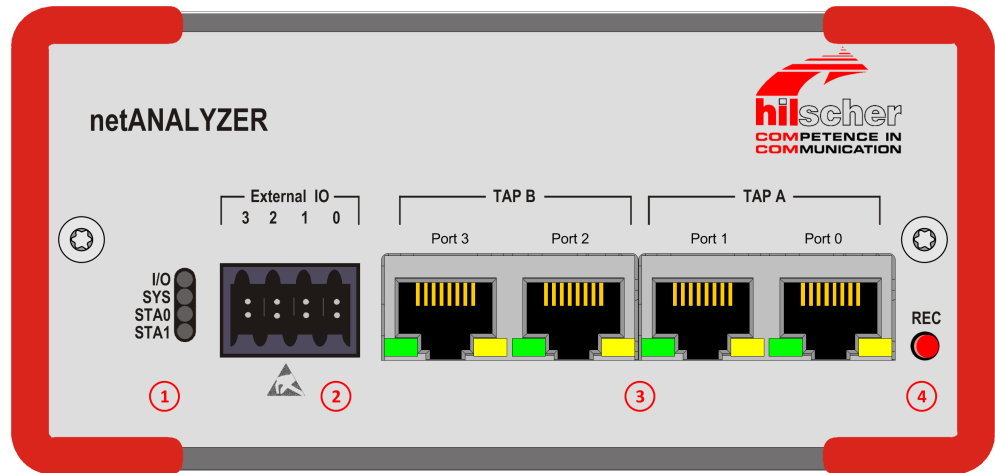 netANALYZER
hilscher
COMPETENCE IN
COMMUNICATION
External IO
3 2 1 0
TAP B
TAP A
Port 3
Port 2
Port 1
Port 0
I/O
SYS
STA0
STA1
REC
1
2
3
4